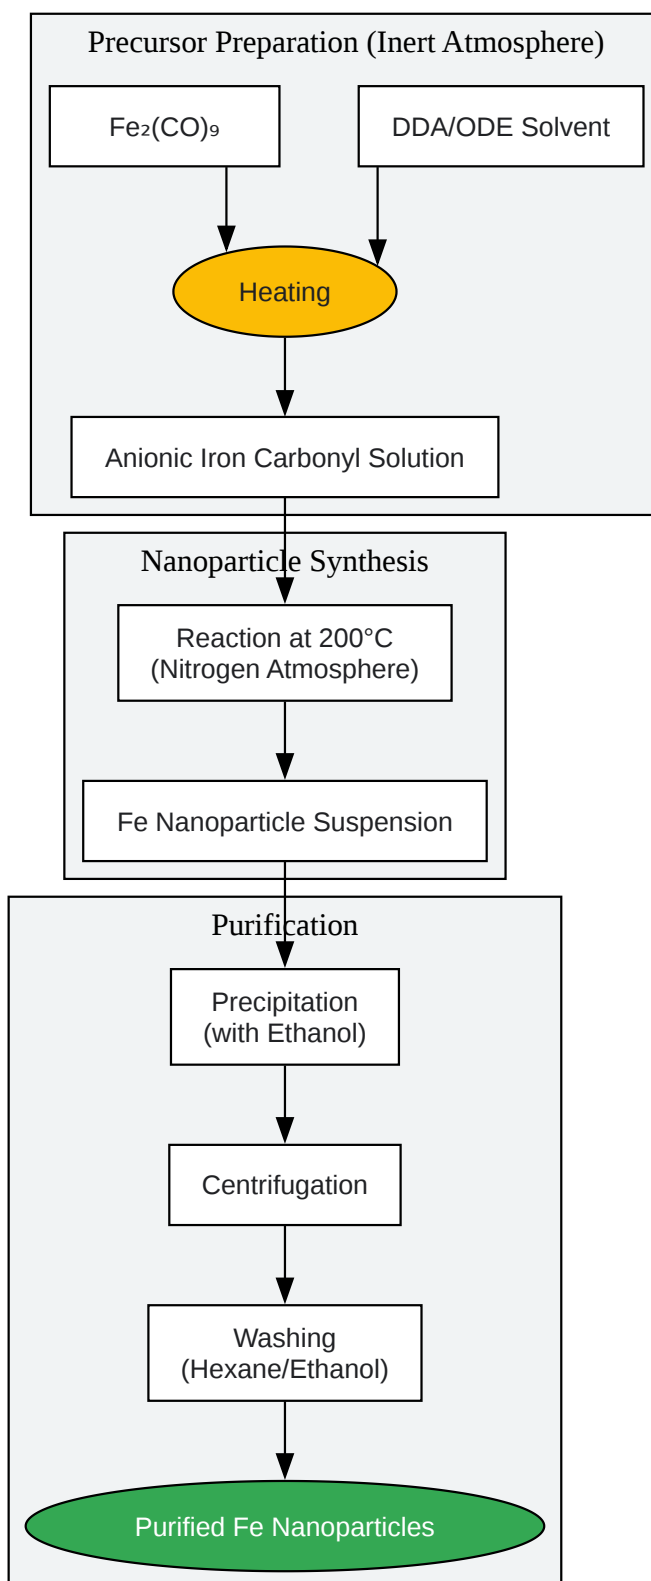 Precursor Preparation (Inert Atmosphere)
Fe₂(CO)₉
DDA/ODE Solvent
Heating
Anionic Iron Carbonyl Solution
Nanoparticle Synthesis
Reaction at 200°C
(Nitrogen Atmosphere)
Fe Nanoparticle Suspension
Purification
Precipitation
(with Ethanol)
Centrifugation
Washing
(Hexane/Ethanol)
Purified Fe Nanoparticles